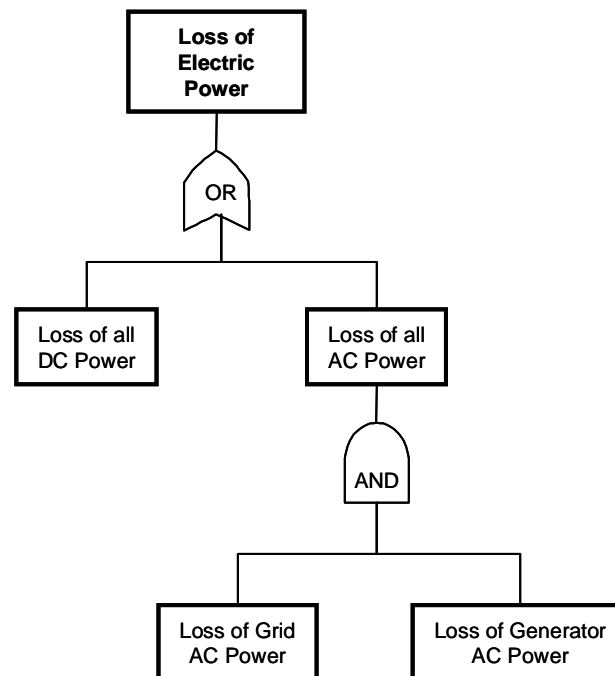 Loss of
Electric
Power
OR
Loss of all
DC Power
Loss of all
AC Power
AND
Loss of Grid
AC Power
Loss of Generator
AC Power